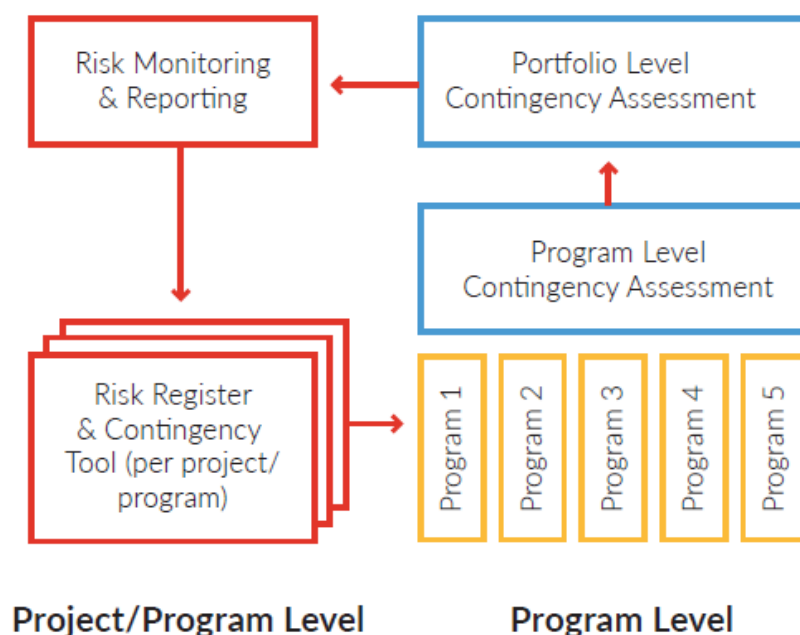 Risk Monitoring
& Reporting
Portfolio Level
Contingency Assessment
Program Level
Contingency Assessment
Risk Register
& Contingency
Tool (per project/
program)
Program 1
Program 2
Program 3
Program 4
Program 5
Project/Program Level
Program Level